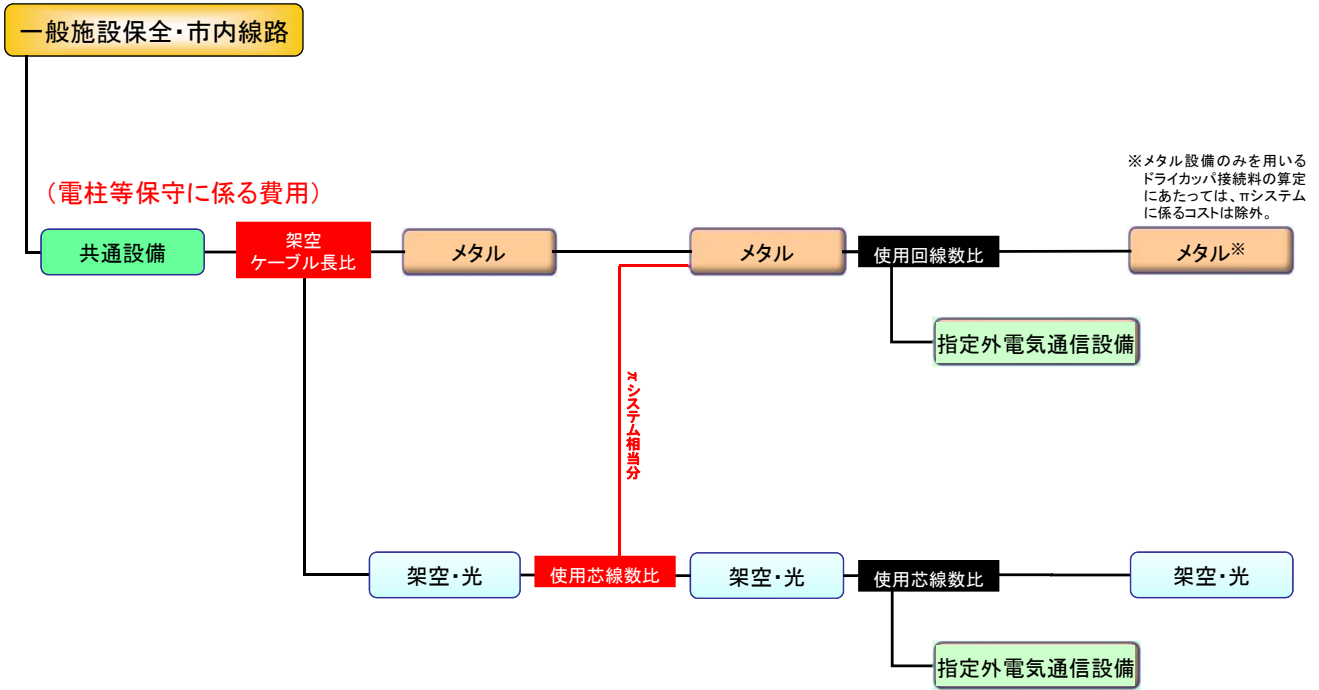 一般施設保全・市内線路
※メタル設備のみを用いる
ドライカッパ接続料の算定
にあたっては、πシステム
に係るコストは除外。
（電柱等保守に係る費用）
共通設備
架空
ケーブル長比
メタル
メタル
使用回線数比
メタル※
指定外電気通信設備
πシステム相当分
架空・光
使用芯線数比
架空・光
使用芯線数比
架空・光
指定外電気通信設備